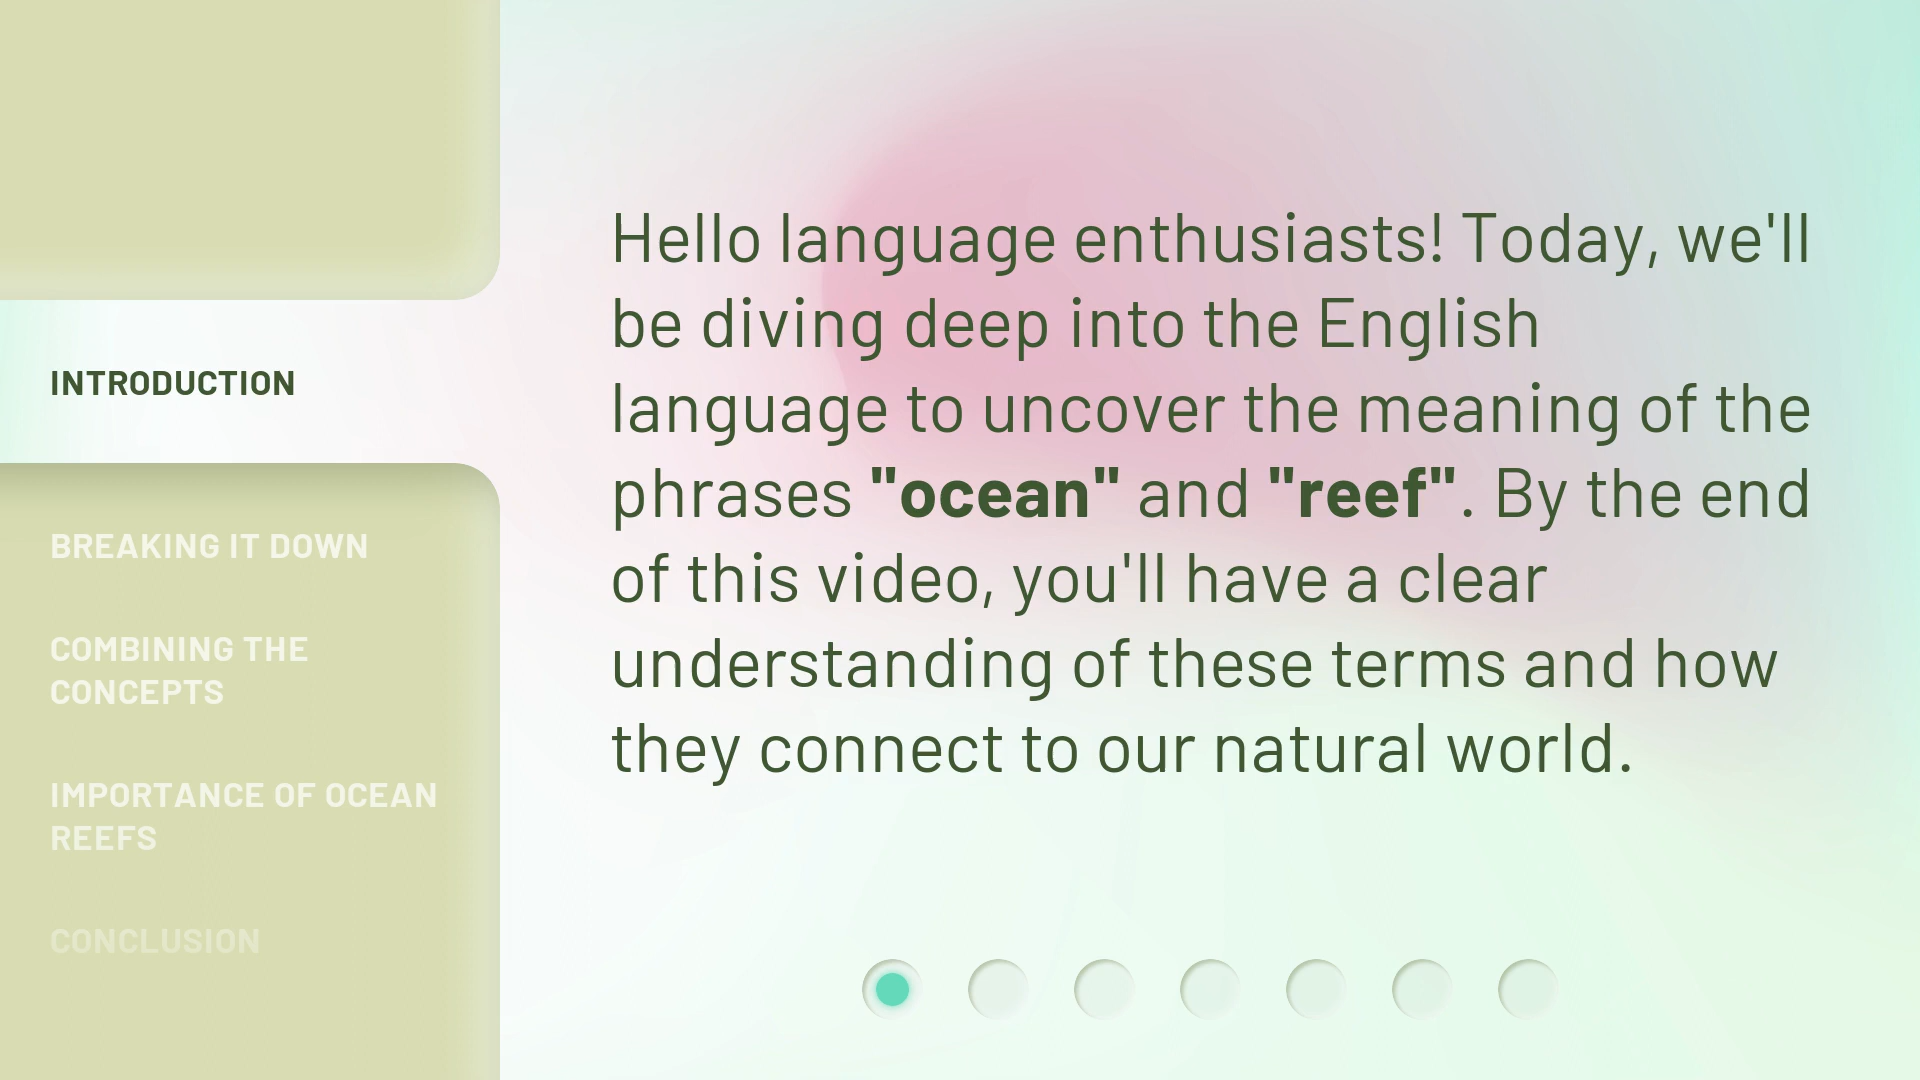 INTRODUCTION
BREAKING IT DOWN
COMBINING THE
CONCEPTS
IMPORTANCE OF OCEAN
REEFS
CONCLUSION
Hello language enthusiasts! Today, we'll
be diving deep into the English
language to uncover the meaning of the
phrases "ocean" and "reef". By the end
of this video, you'll have a clear
understanding of these terms and how
they connect to our natural world.